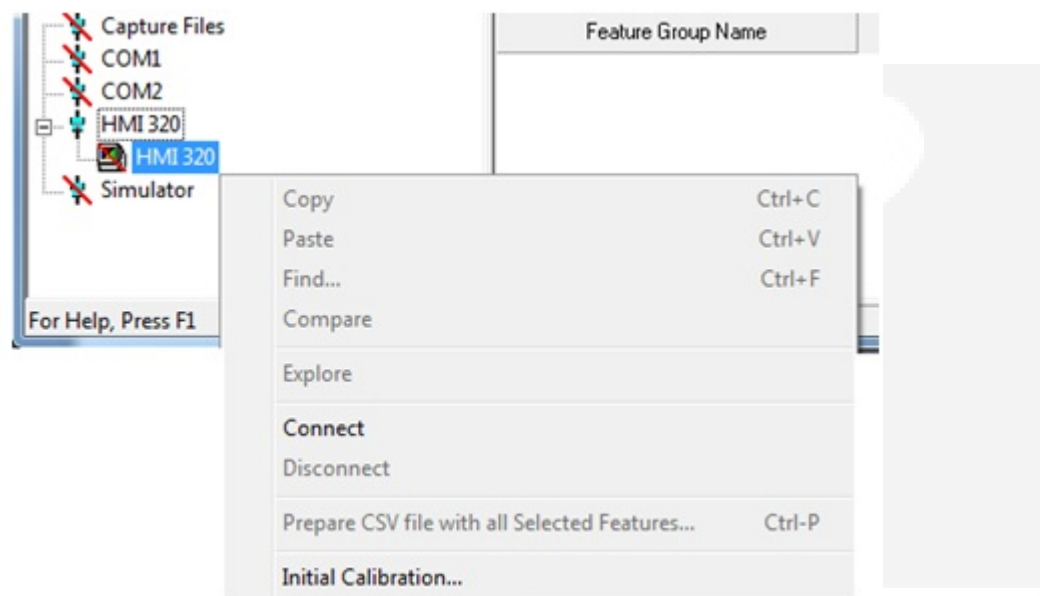 Capture Files
COM1
COM2
HMI 320
HMI 320
Simulator
For Help, Press F1
Feature Group Name
Copy Ctrl+C
Paste Ctrl+V
Find... Ctrl+F
Compare
Explore
Connect
Disconnect
Prepare CSV file with all Selected Features... Ctrl-P
Initial Calibration...